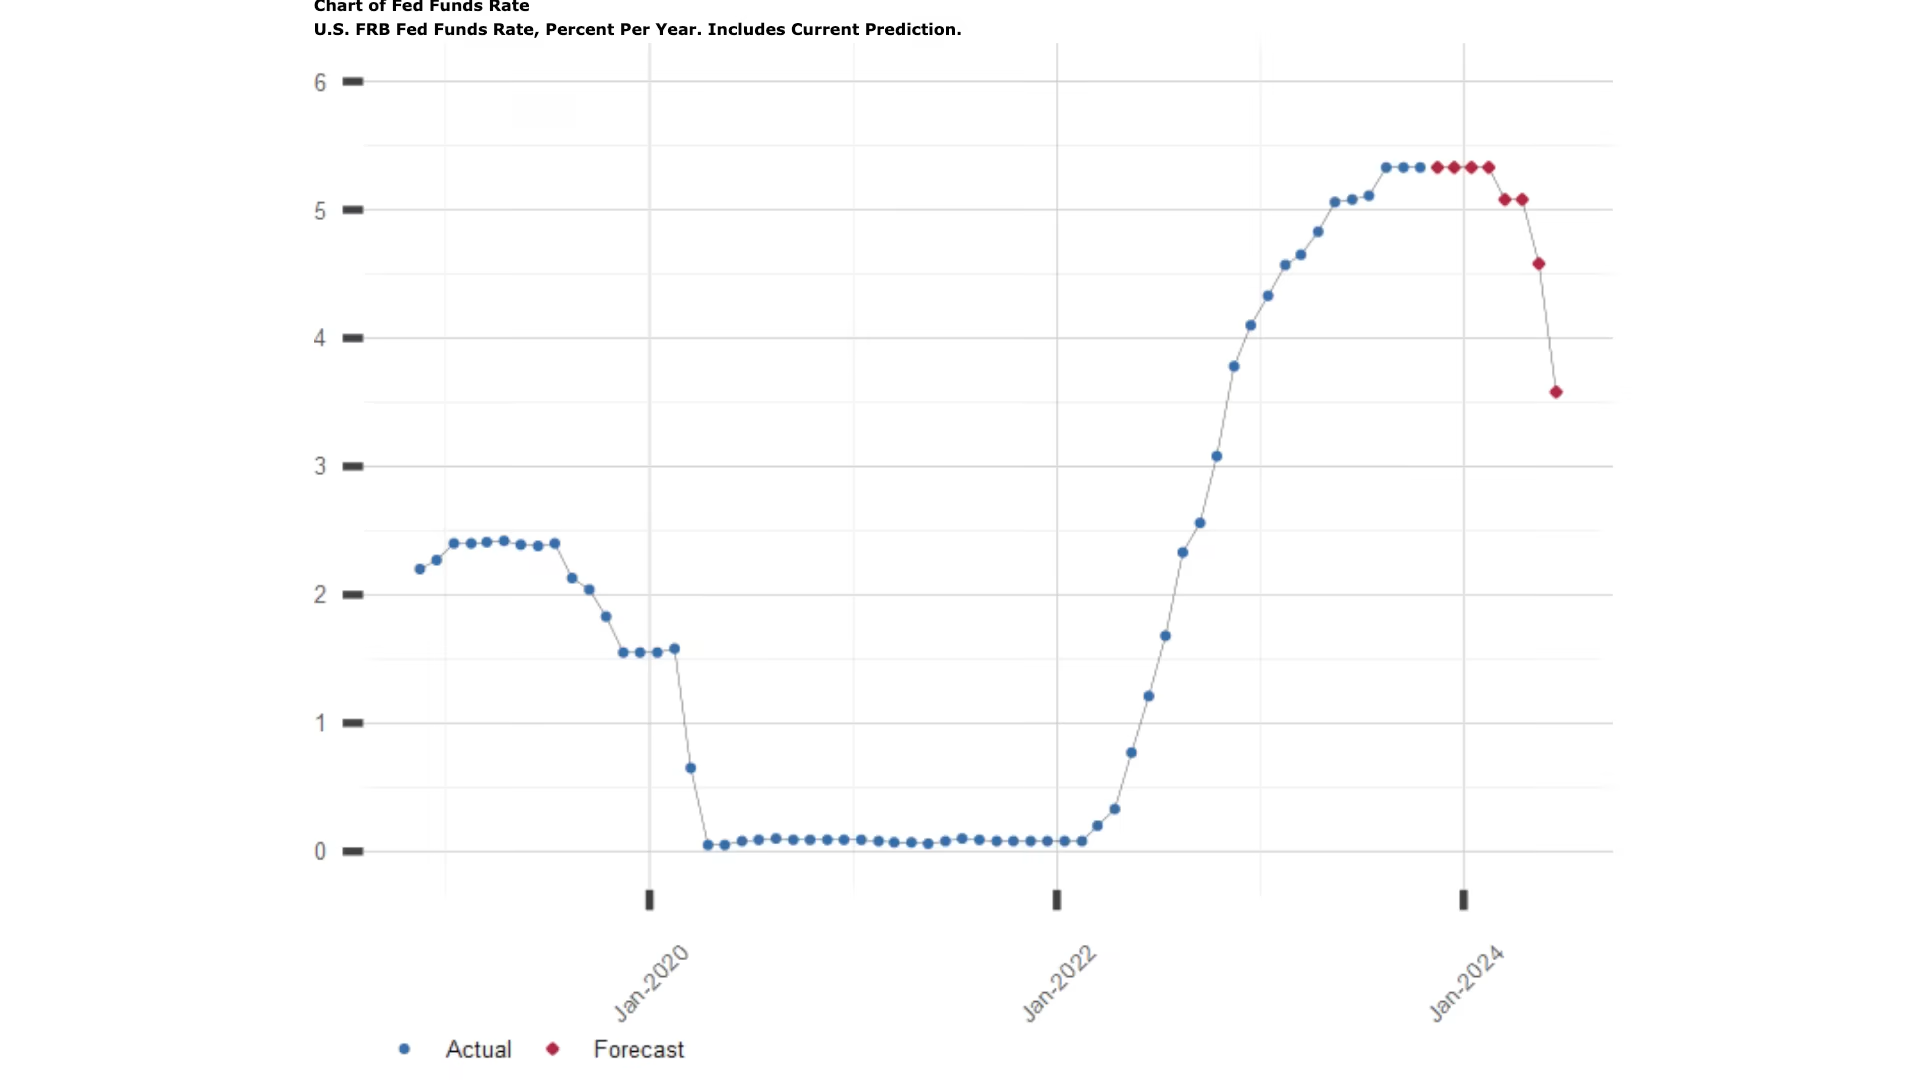 Chart of Fed Funds Rate
U.S. FRB Fed Funds Rate, Percent Per Year. Includes Current Prediction.
6
5
4
3
2
1
0
Jan-2020
Jan-2022
Jan-2024
Actual
Forecast